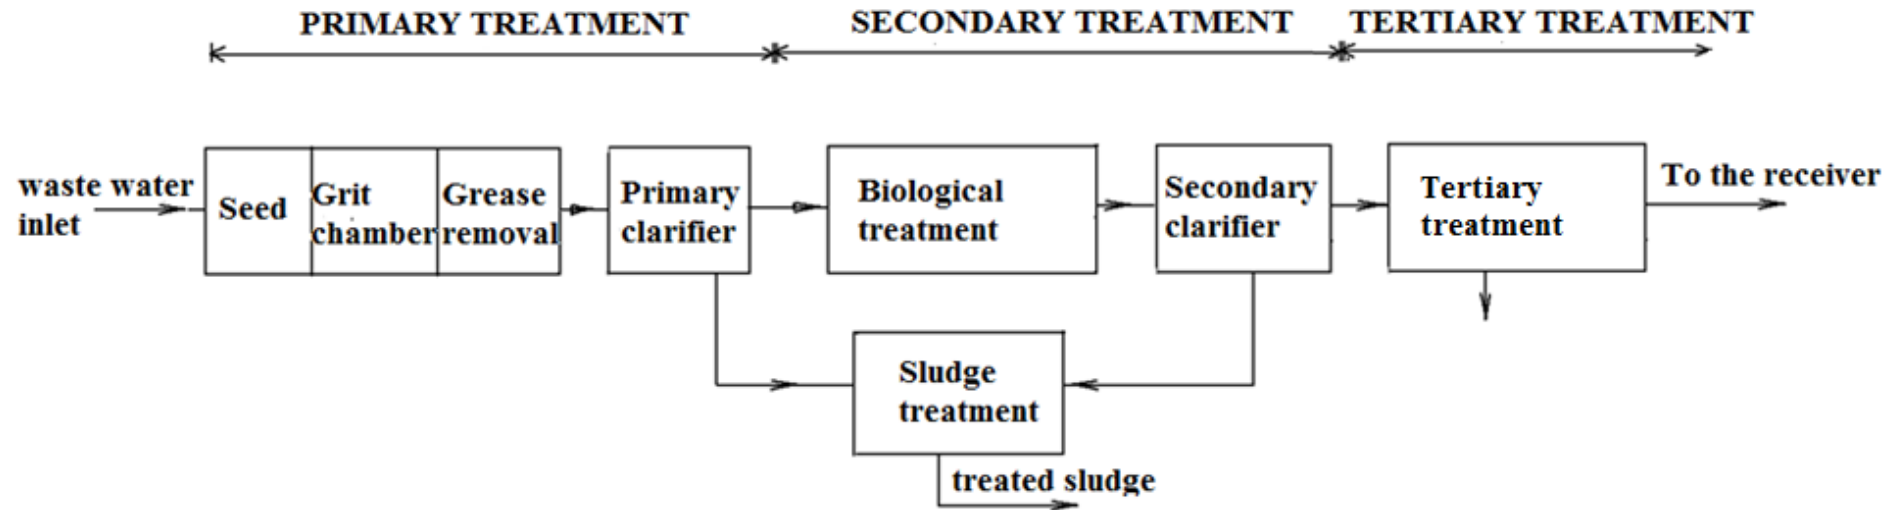 PRIMARY TREATMENT
SECONDARY TREATMENT
TERTIARY TREATMENT
waste water
inlet
Seed
Grit
chamber
Grease
removal
Primary
clarifier
Biological
treatment
Secondary
clarifier
Tertiary
treatment
To the receiver
Sludge
treatment
treated sludge